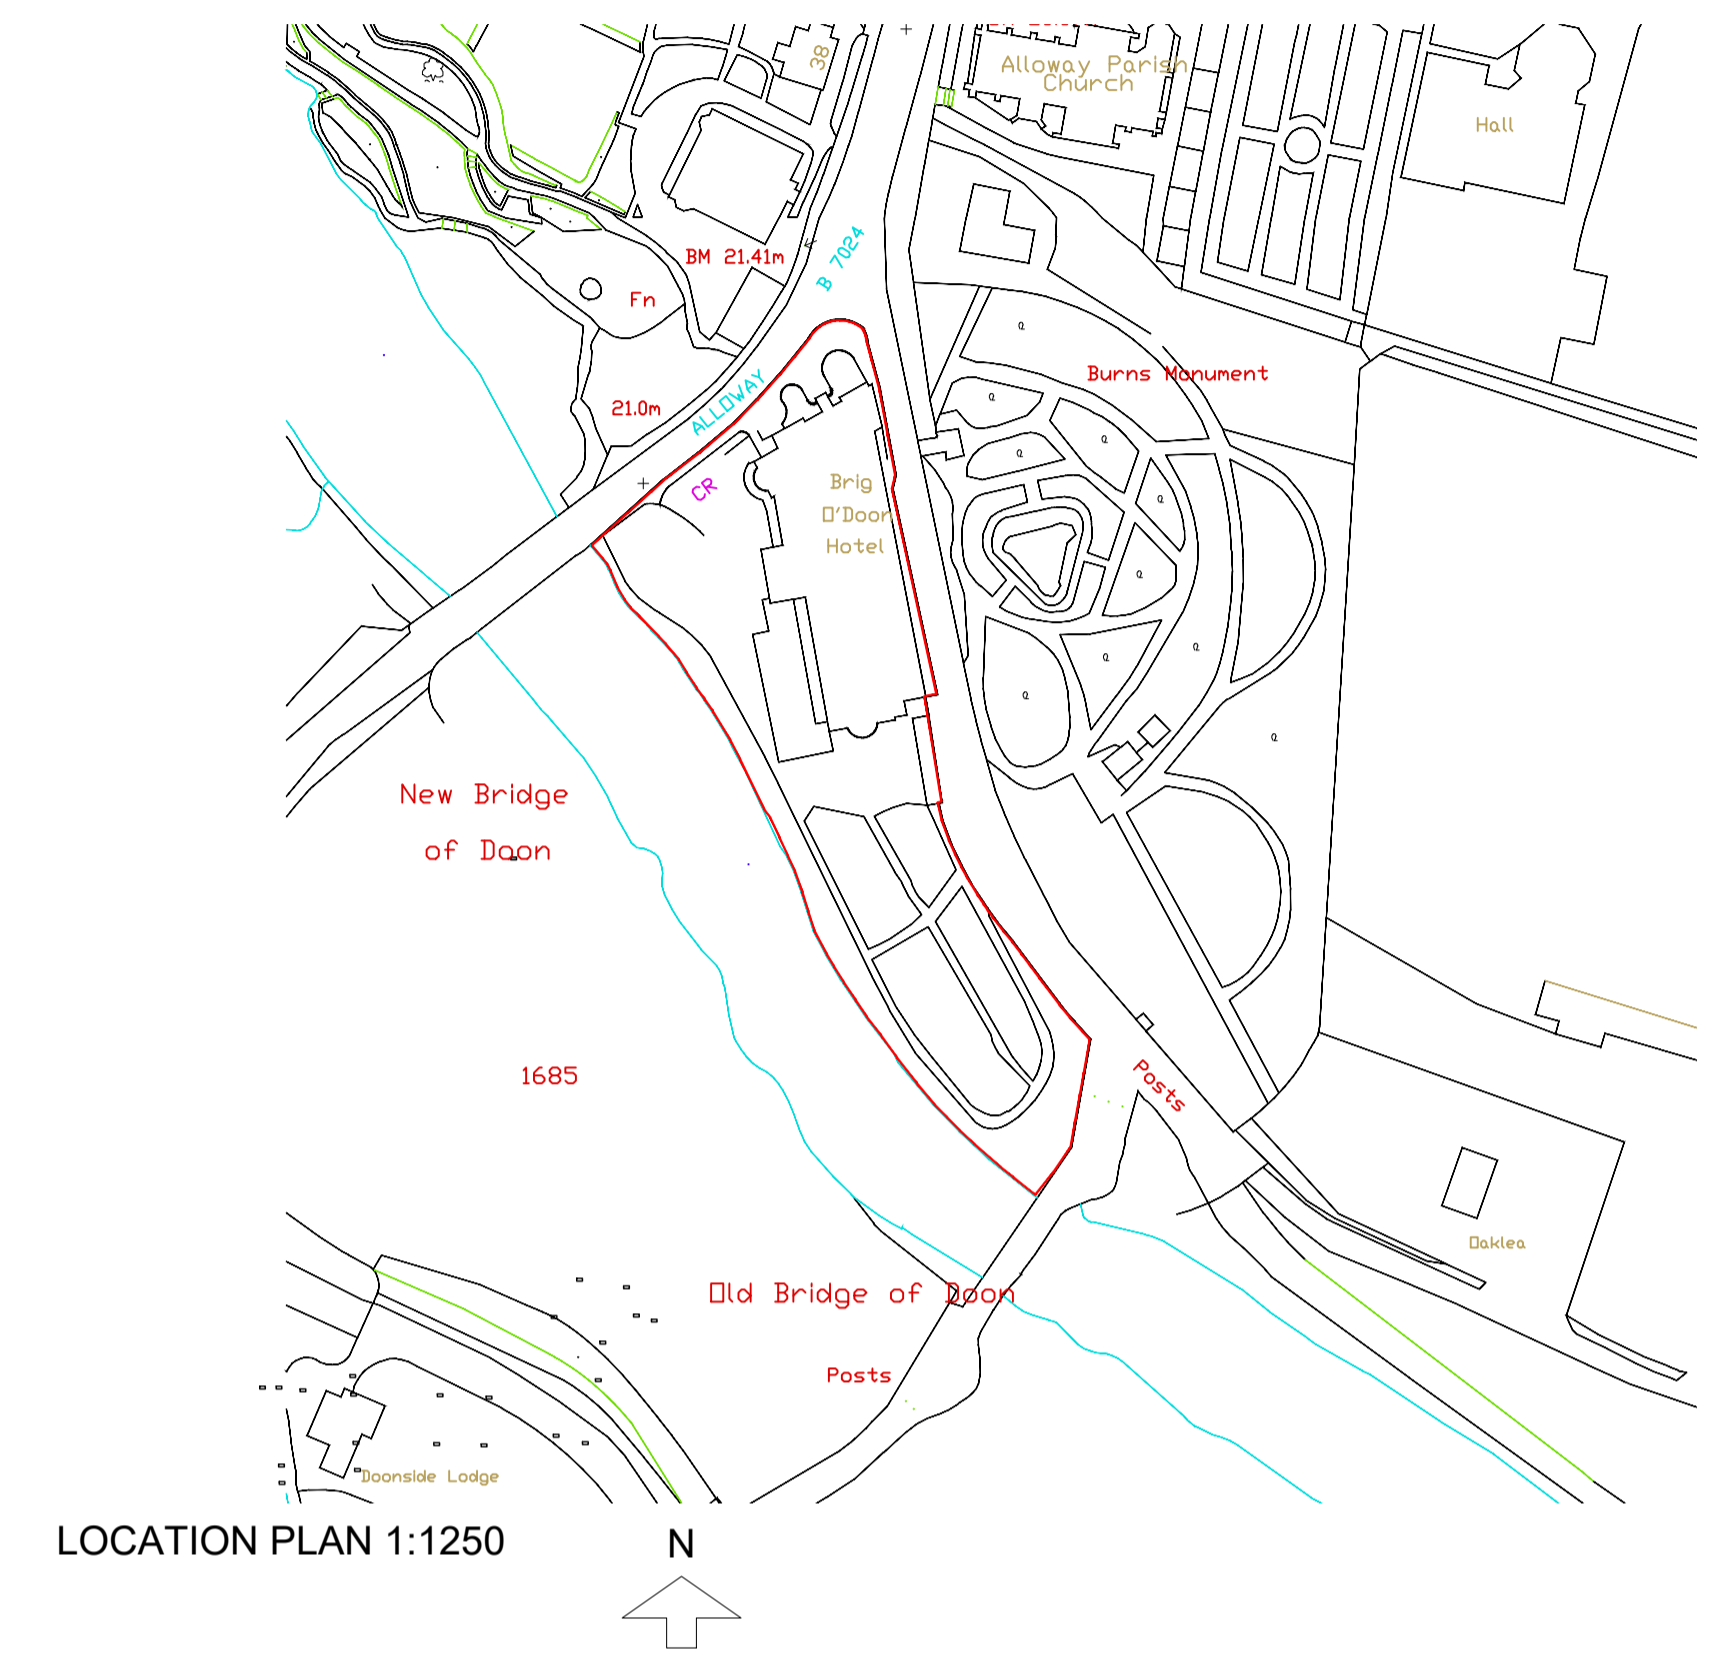 38
Alloway Parish
Church
Hall
B 7024
BM 21.41m
Fn
Burns Monument
ALLOWAY
21.0m
CR
Brig
O'Doon
Hotel
New Bridge
of Doon
1685
Posts
Oaklea
Old Bridge of Doon
Posts
Doonside Lodge
LOCATION PLAN 1:1250
N